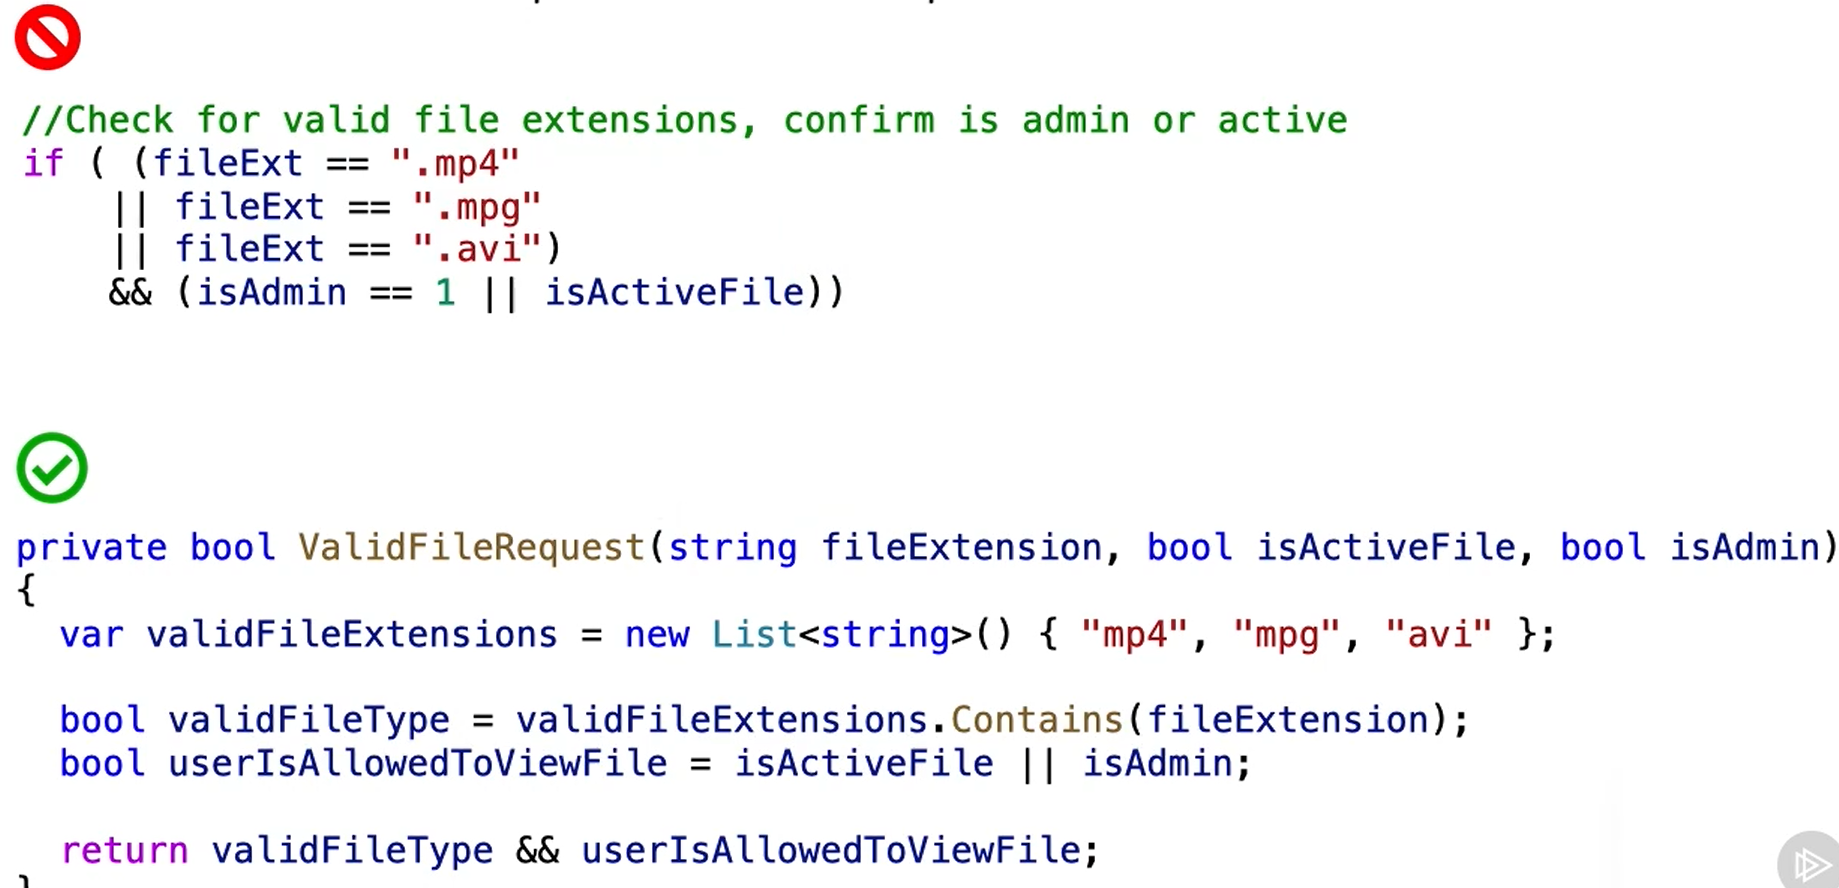 //Check for valid file extensions, confirm is admin or active
if ( (fileExt == ".mp4"
|| fileExt == ".mpg"
|| fileExt == ".avi")
&& (isAdmin == 1 || isActiveFile))
private bool ValidFileRequest(string fileExtension, bool isActiveFile, bool isAdmin)
{
var validFileExtensions = new List<string>() { "mp4", "mpg", "avi" };
bool validFileType = validFileExtensions.Contains(fileExtension);
bool userIsAllowedToViewFile = isActiveFile || isAdmin;
return validFileType && userIsAllowedToViewFile;
}